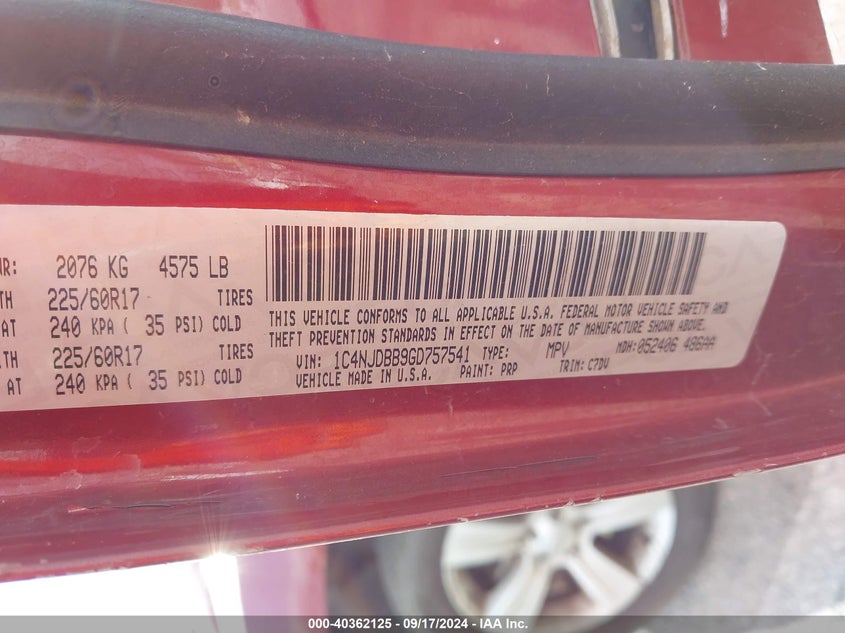 WR: 2076 KG 4575 LB
TH 225/60R17 TIRES
AT 240 KPA ( 35 PSI) COLD
TH 225/60R17 TIRES
AT 240 KPA ( 35 PSI) COLD
THIS VEHICLE CONFORMS TO ALL APPLICABLE U.S.A. FEDERAL MOTOR VEHICLE SAFETY AND
THEFT PREVENTION STANDARDS IN EFFECT ON THE DATE OF MANUFACTURE SHOWN ABOVE.
VIN: 1C4NJDBB9GD757541 TYPE: MPV MDH:052406 486AA
VEHICLE MADE IN U.S.A. PAINT: PRP TRIM: C7DV
000-40362125 - 09/17/2024 - IAA Inc.